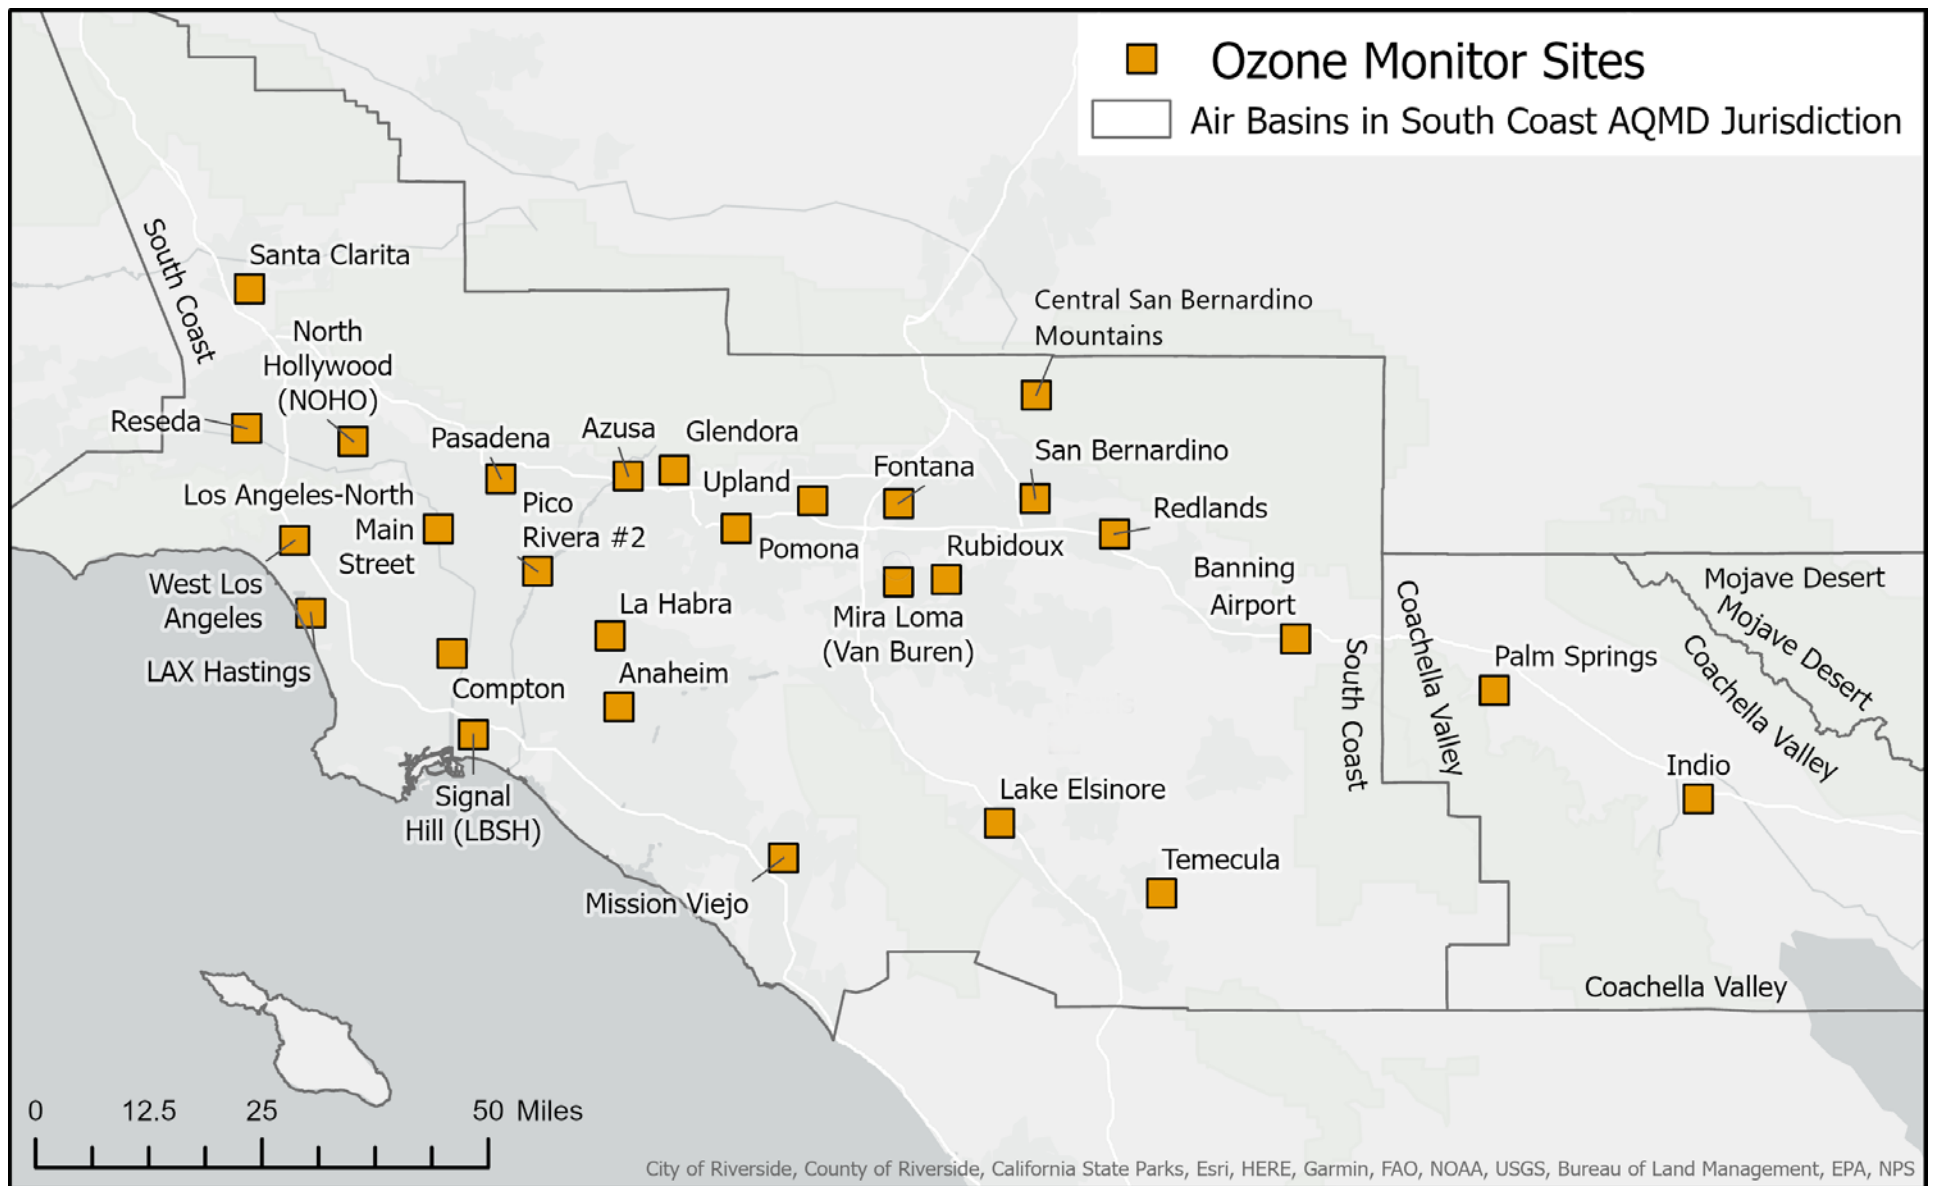 Ozone Monitor Sites
Air Basins in South Coast AQMD Jurisdiction
South Coast
Santa Clarita
North
Hollywood
(NOHO)
Reseda
Central San Bernardino
Mountains
Pasadena
Azusa
Glendora
Upland
Fontana
San Bernardino
Redlands
Los Angeles-North
Main
Street
Pico
Rivera #2
Pomona
Rubidoux
Banning
Airport
West Los
Angeles
LAX Hastings
La Habra
Mira Loma
(Van Buren)
Anaheim
Compton
South Coast
Coachella Valley
Mojave Desert
Mojave Desert
Coachella Valley
Palm Springs
Indio
Signal
Hill (LBSH)
Lake Elsinore
Temecula
Mission Viejo
Coachella Valley
0 12.5 25 50 Miles
City of Riverside, County of Riverside, California State Parks, Esri, HERE, Garmin, FAO, NOAA, USGS, Bureau of Land Management, EPA, NPS